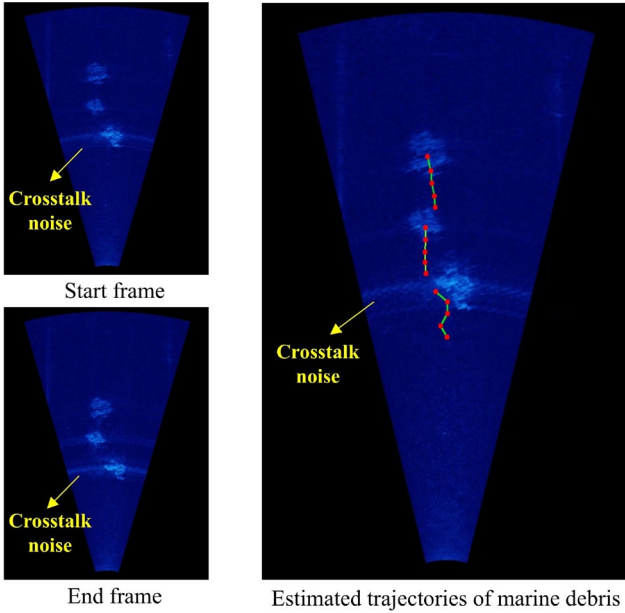 Crosstalk
noise
Start frame
Crosstalk
noise
End frame
Crosstalk
noise
Estimated trajectories of marine debris